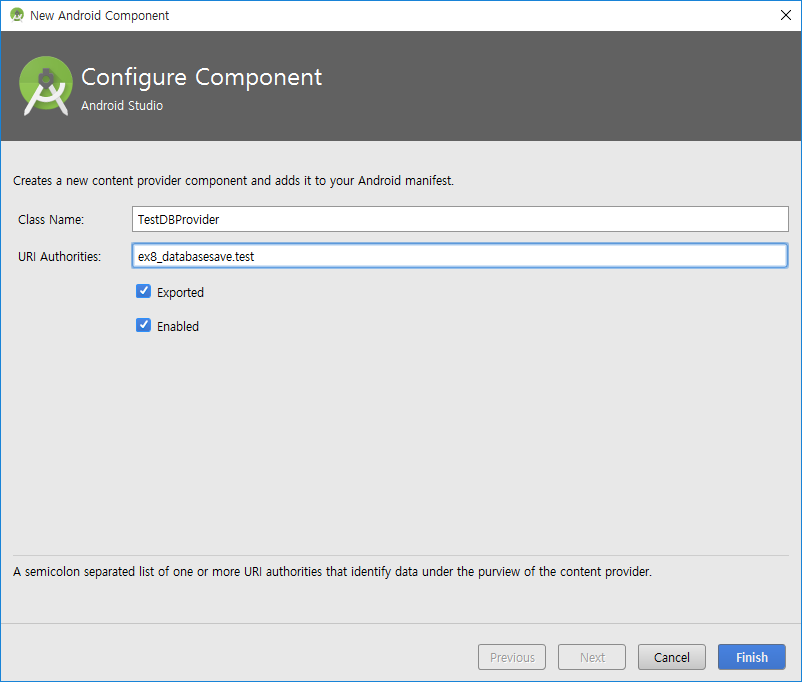 New Android Component
Configure Component
Android Studio
Creates a new content provider component and adds it to your Android manifest.
Class Name: TestDBProvider
URI Authorities: ex8_databasesave.test
Exported
Enabled
A semicolon separated list of one or more URI authorities that identify data under the purview of the content provider.
Previous Next Cancel Finish